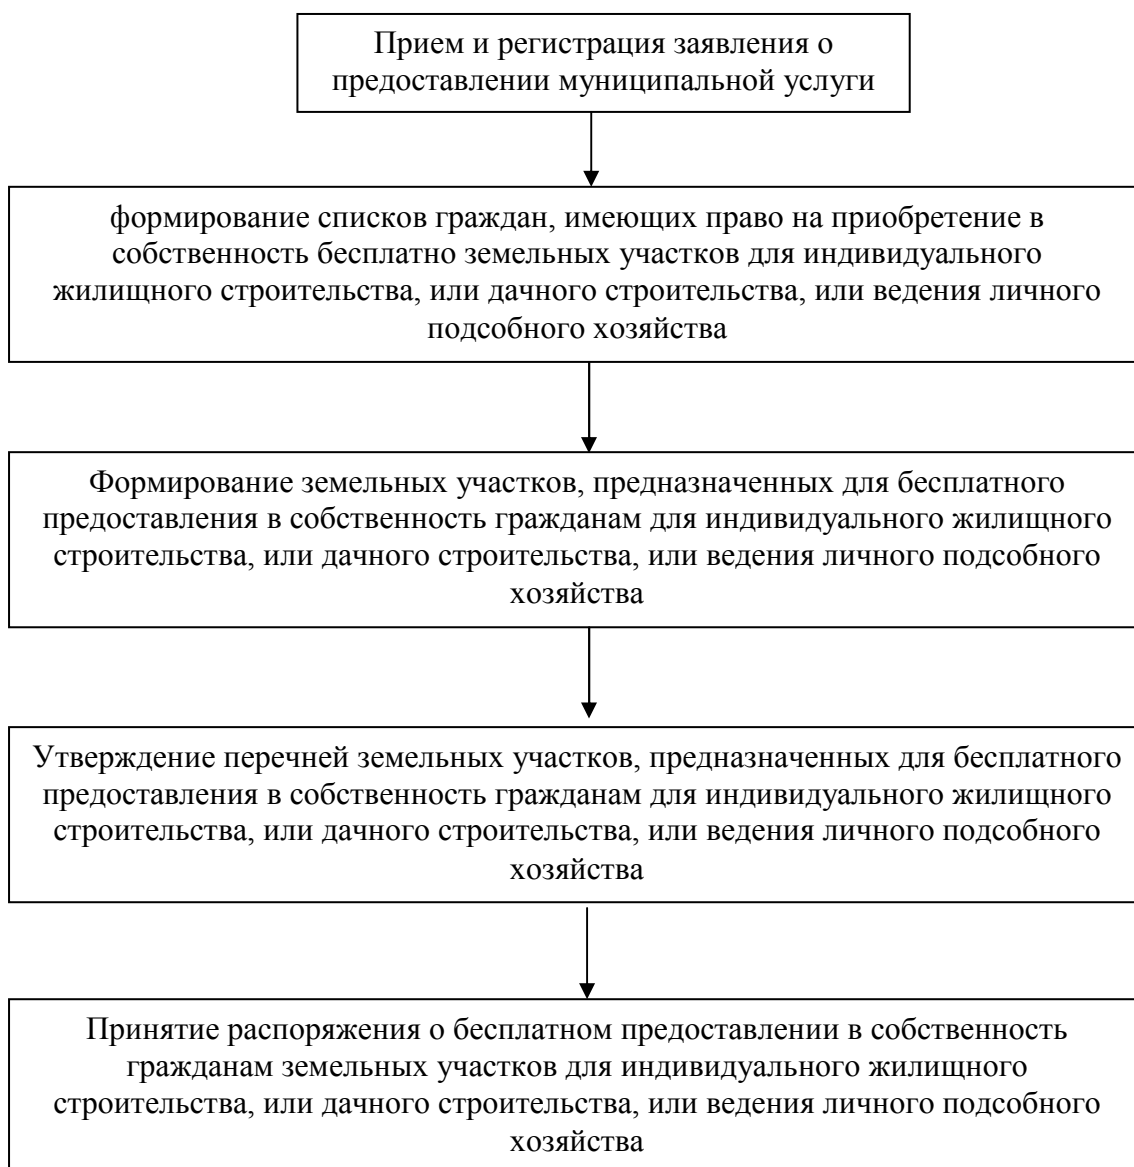 Прием и регистрация заявления о
предоставлении муниципальной услуги
формирование списков граждан, имеющих право на приобретение в
собственность бесплатно земельных участков для индивидуального
жилищного строительства, или дачного строительства, или ведения личного
подсобного хозяйства
Формирование земельных участков, предназначенных для бесплатного
предоставления в собственность гражданам для индивидуального жилищного
строительства, или дачного строительства, или ведения личного подсобного
хозяйства
Утверждение перечней земельных участков, предназначенных для бесплатного
предоставления в собственность гражданам для индивидуального жилищного
строительства, или дачного строительства, или ведения личного подсобного
хозяйства
Принятие распоряжения о бесплатном предоставлении в собственность
гражданам земельных участков для индивидуального жилищного
строительства, или дачного строительства, или ведения личного подсобного
хозяйства